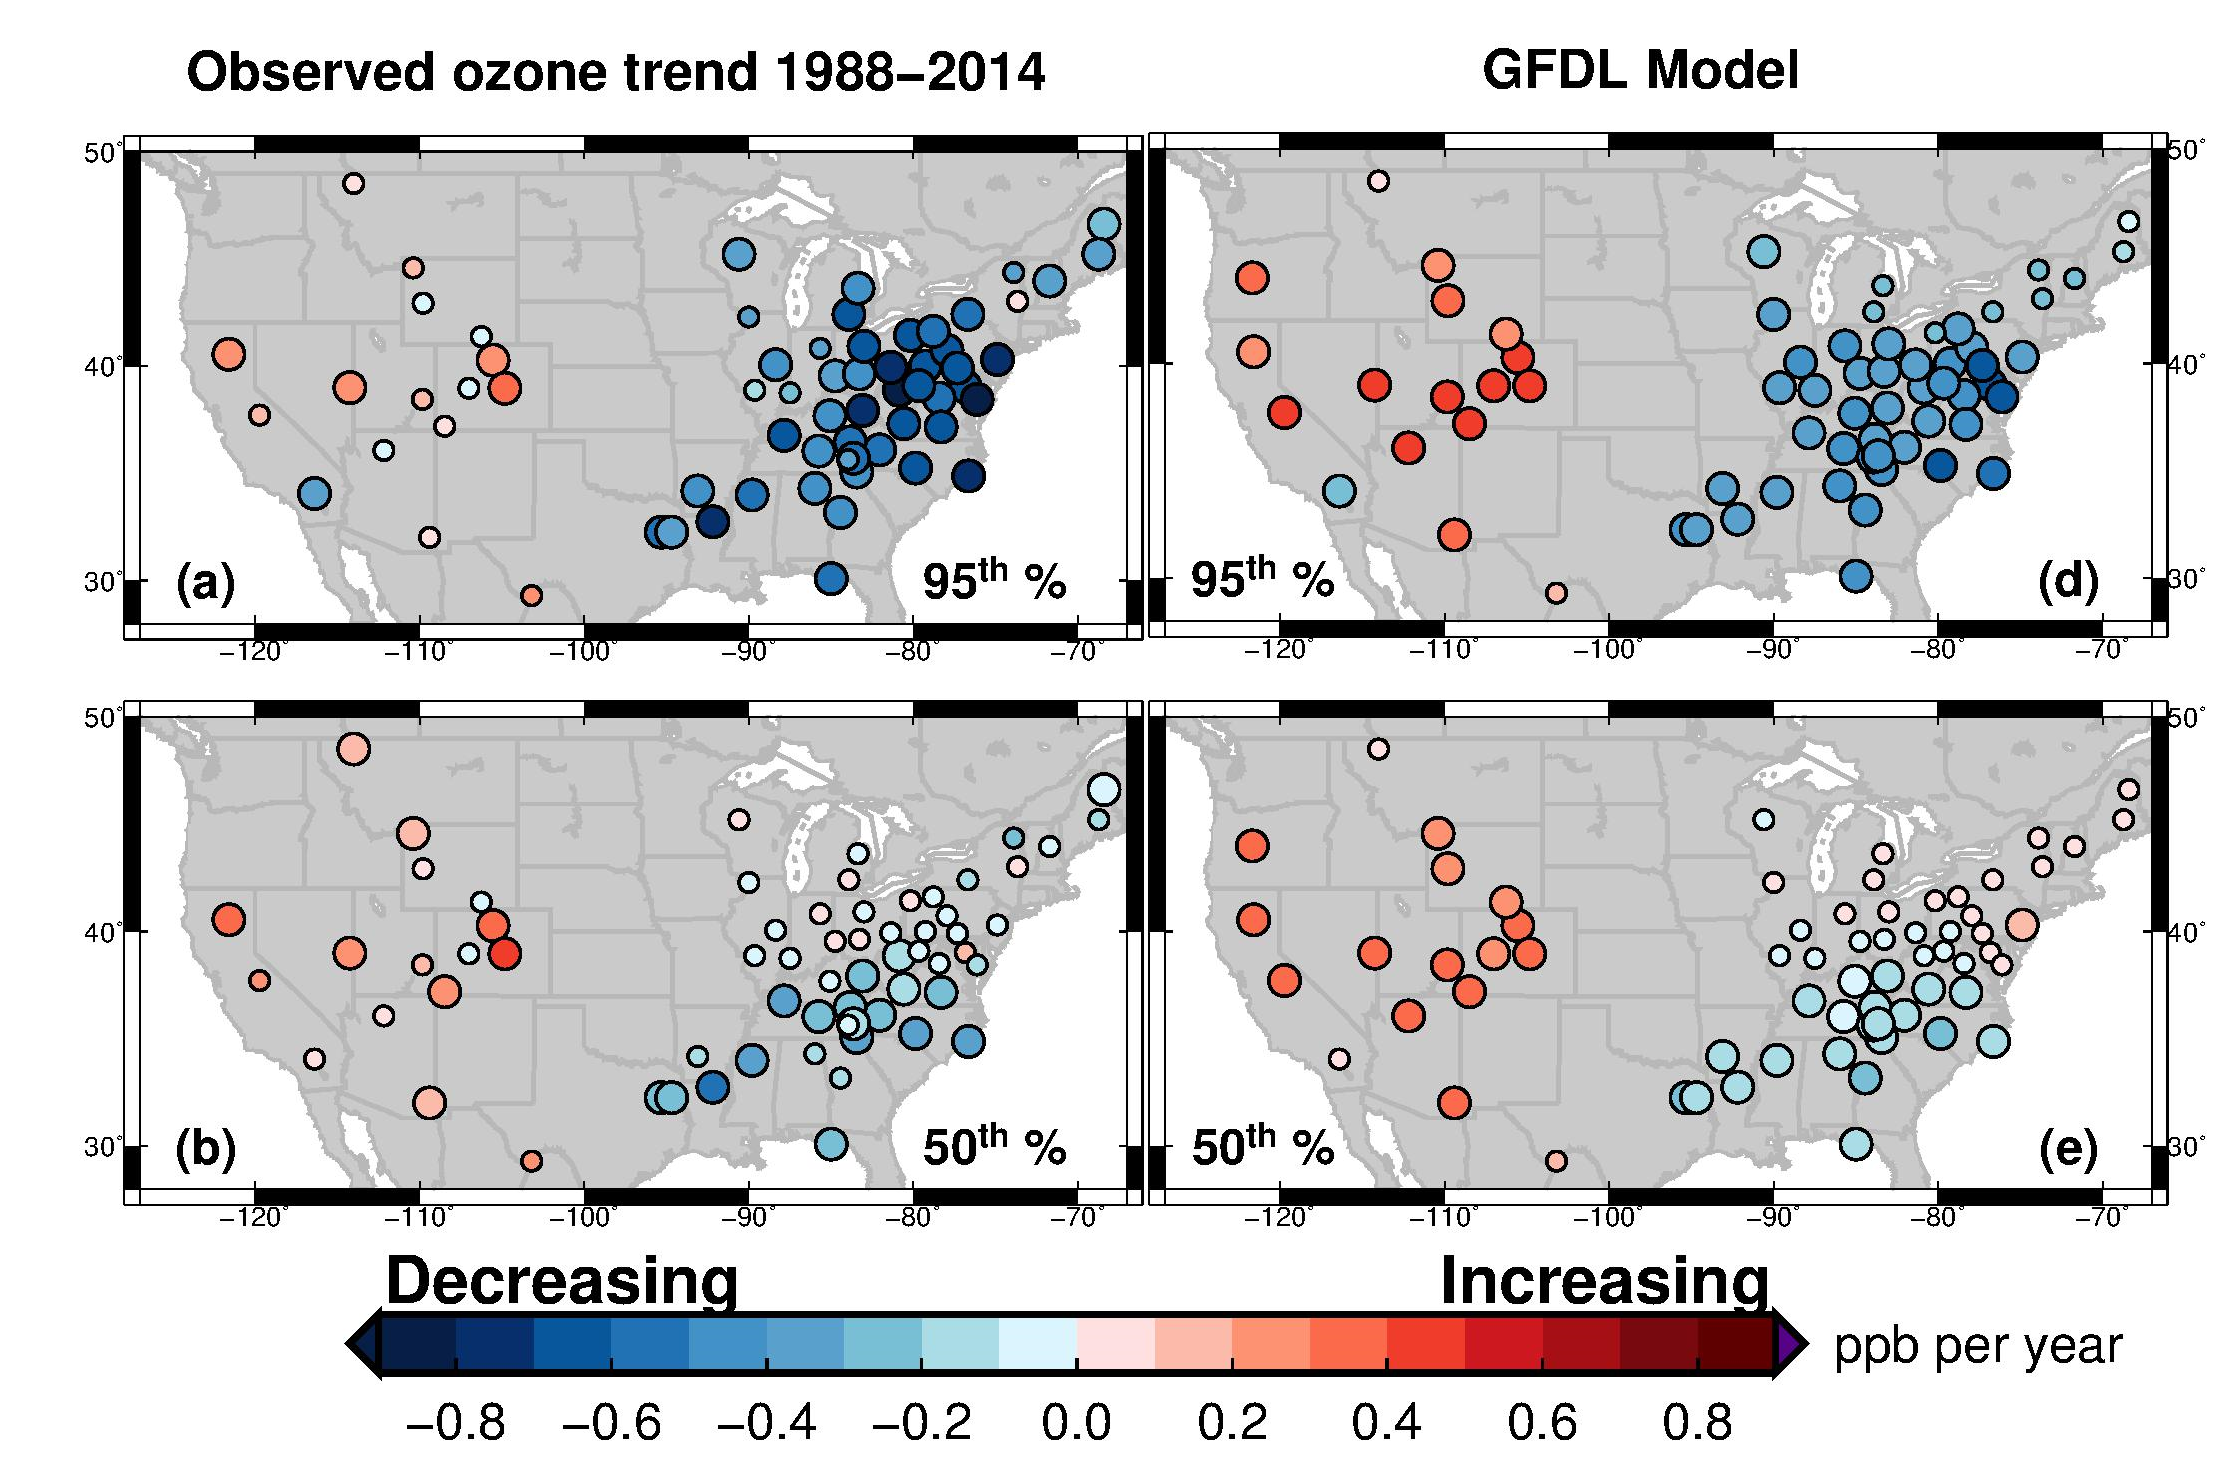 Observed ozone trend 1988−2014
GFDL Model
50°
40°
30°
−120° −110° −100° −90° −80° −70°
(a)
95th %
50°
40°
30°
−120° −110° −100° −90° −80° −70°
95th %
(d)
50°
40°
30°
−120° −110° −100° −90° −80° −70°
(b)
50th %
50°
40°
30°
−120° −110° −100° −90° −80° −70°
50th %
(e)
Decreasing
Increasing
ppb per year
−0.8 −0.6 −0.4 −0.2 0.0 0.2 0.4 0.6 0.8